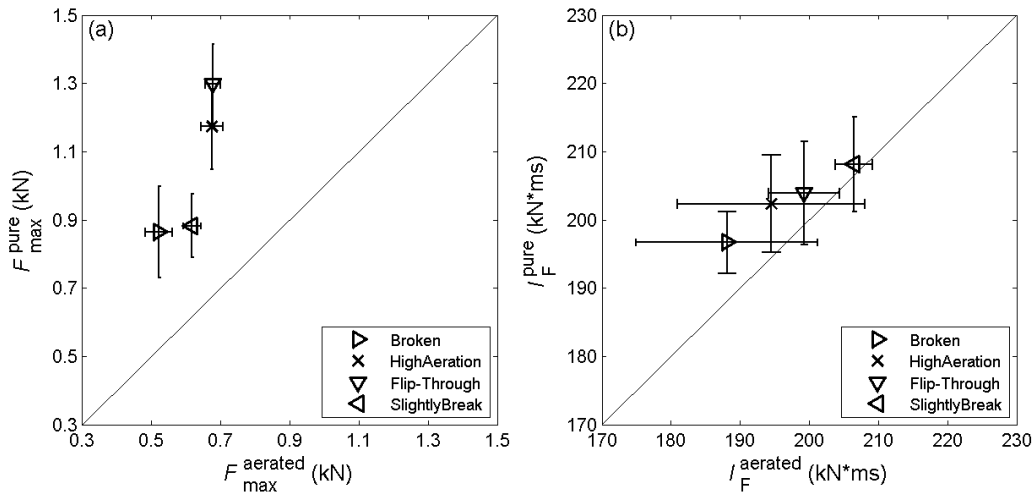 (a)
1.5
1.3
1.1
0.9
0.7
0.5
0.3
F max pure (kN)
Broken
HighAeration
Flip-Through
SlightlyBreak
0.3 0.5 0.7 0.9 1.1 1.3 1.5
F max aerated (kN)
(b)
230
220
210
200
190
180
170
I F pure (kN*ms)
Broken
HighAeration
Flip-Through
SlightlyBreak
170 180 190 200 210 220 230
I F aerated (kN*ms)